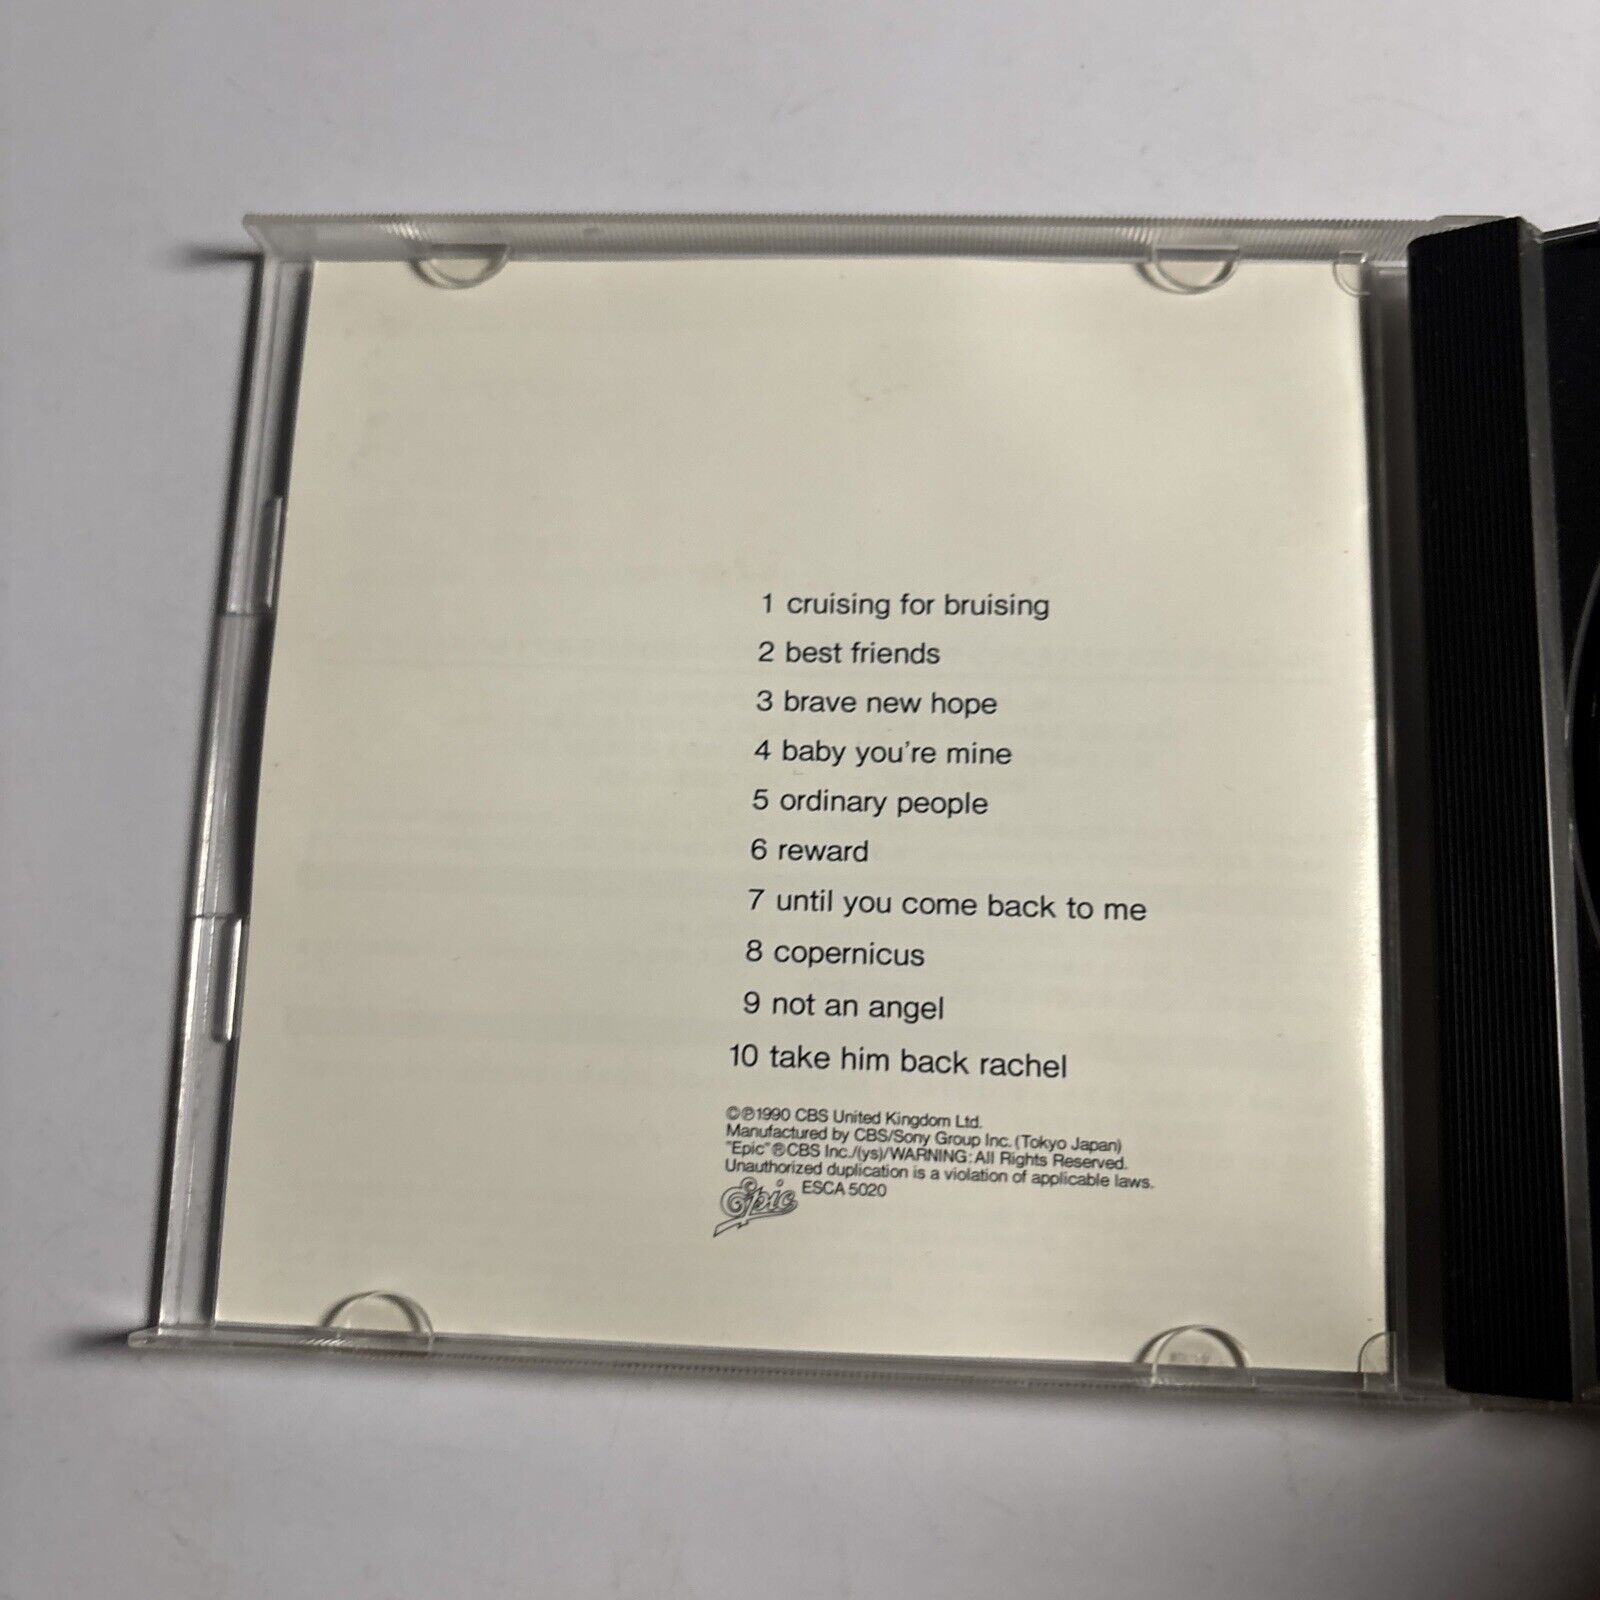 1 cruising for bruising
2 best friends
3 brave new hope
4 baby you're mine
5 ordinary people
6 reward
7 until you come back to me
8 copernicus
9 not an angel
10 take him back rachel
©℗1990 CBS United Kingdom Ltd.
Manufactured by CBS/Sony Group Inc. (Tokyo Japan)
"Epic"®CBS Inc./(ys)/WARNING: All Rights Reserved.
Unauthorized duplication is a violation of applicable laws.
Epic ESCA 5020